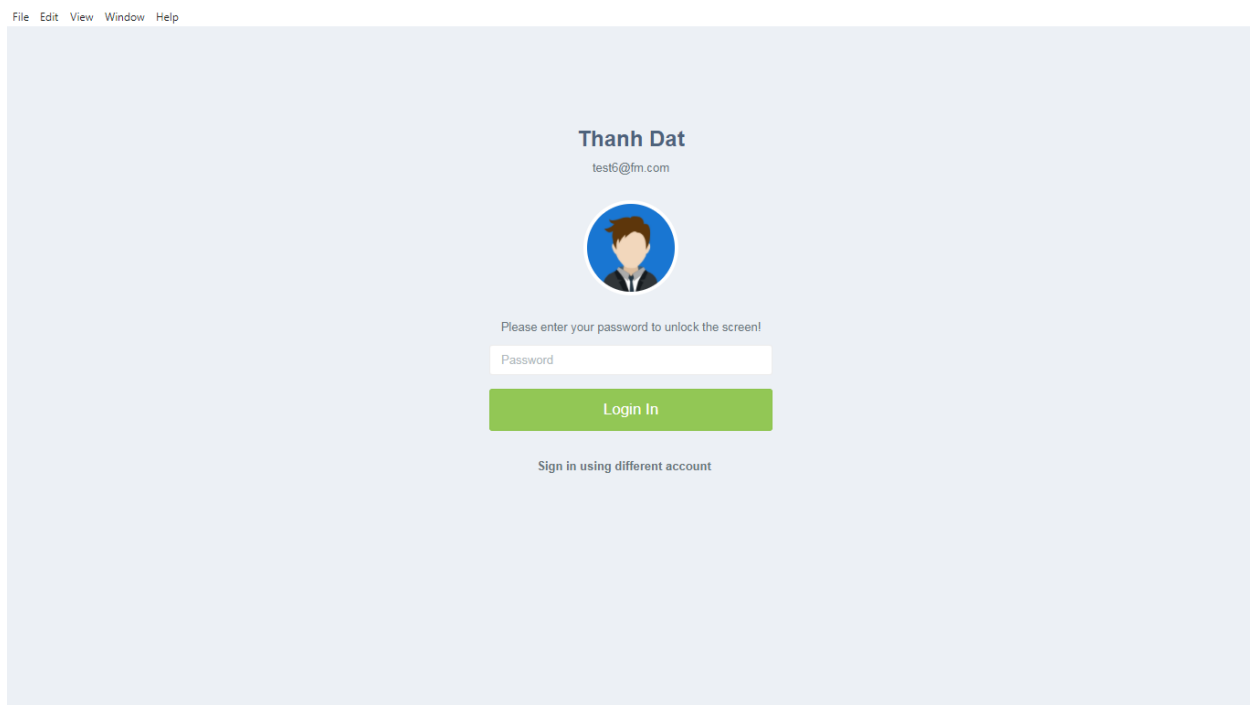 File Edit View Window Help
Thanh Dat
test6@fm.com
Please enter your password to unlock the screen!
Password
Login In
Sign in using different account